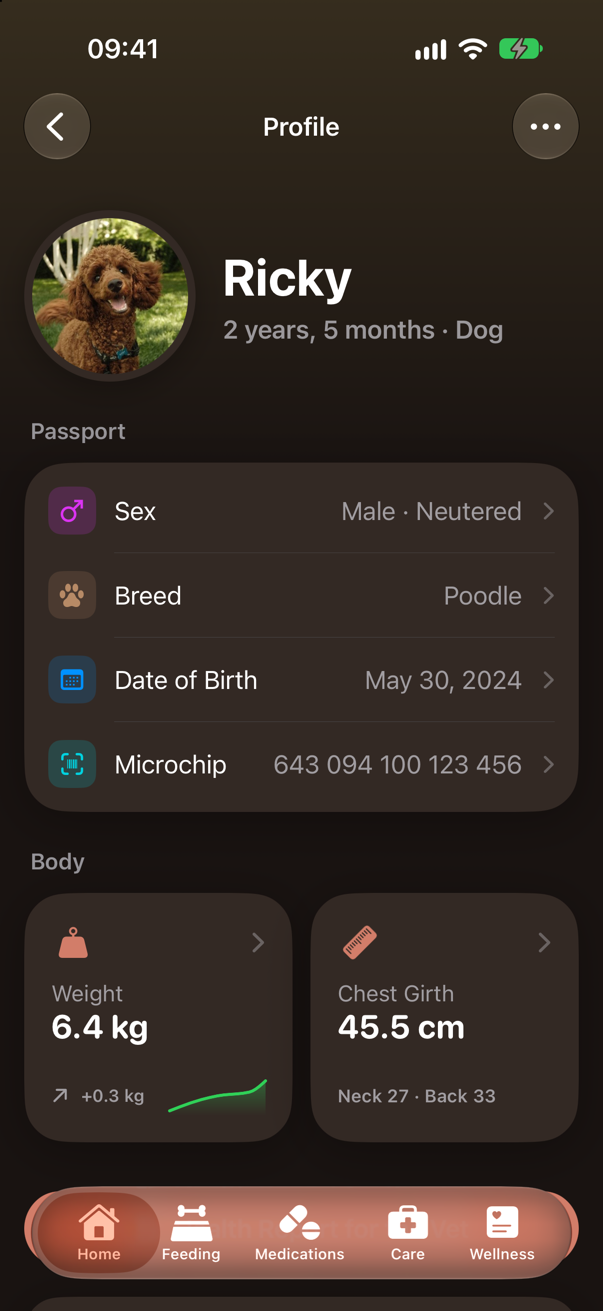 09:41
Profile
Ricky
2 years, 5 months · Dog
Passport
Sex Male · Neutered
Breed Poodle
Date of Birth May 30, 2024
Microchip 643 094 100 123 456
Body
Weight
6.4 kg
+0.3 kg
Chest Girth
45.5 cm
Neck 27 · Back 33
Home Feeding Medications Care Wellness